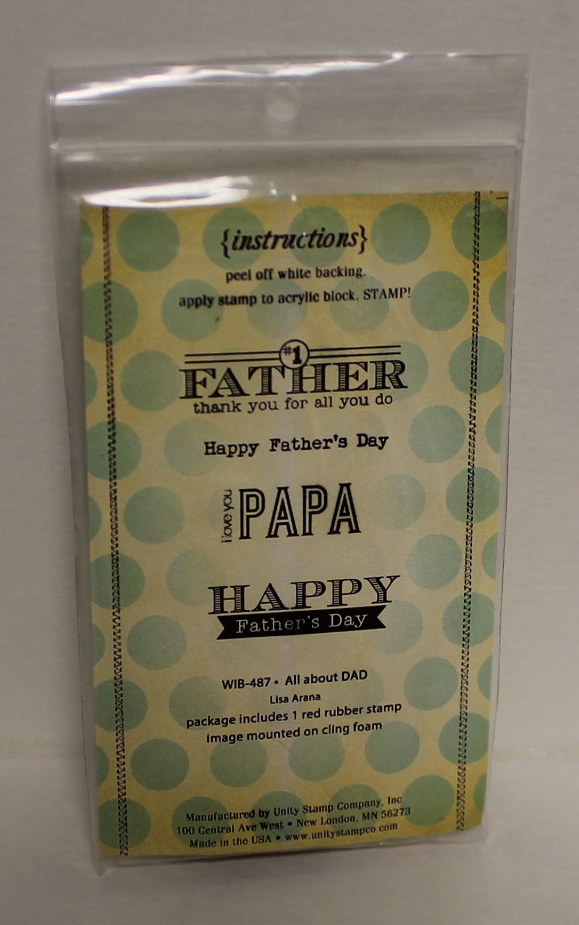 {instructions}
peel off white backing.
apply stamp to acrylic block. STAMP!
#1
FATHER
thank you for all you do
Happy Father's Day
i love you
PAPA
HAPPY
Father's Day
WIB-487 • All about DAD
Lisa Arana
package includes 1 red rubber stamp
image mounted on cling foam
Manufactured by Unity Stamp Company, Inc
100 Central Ave West • New London, MN 56273
Made in the USA • www.unitystampco.com